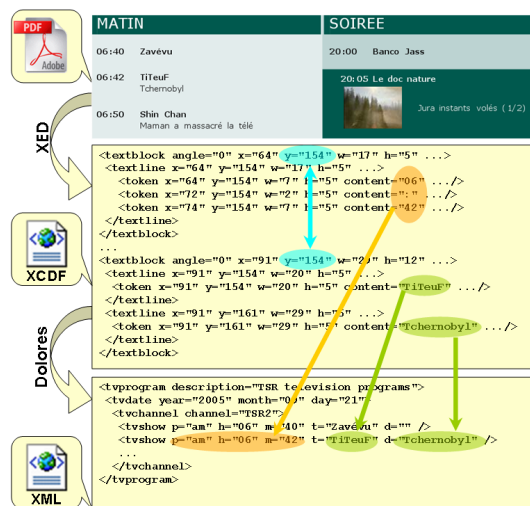 PDF
Adobe
MATIN
SOIREE
06:40 Zavévu
20:00 Banco Jass
06:42 TiTeuF
Tchernobyl
20:05 Le doc nature
Jura instants volés (1/2)
06:50 Shin Chan
Maman a massacré la télé
XED
<textblock angle="0" x="64" y="154" w="17" h="5" ...>
<textline x="64" y="154" w="17" h="5" ...>
<token x="64" y="154" w="7" h="5" content="06" .../>
<token x="72" y="154" w="2" h="5" content=":" .../>
<token x="74" y="154" w="7" h="5" content="42" .../>
</textline>
</textblock>
...
<textblock angle="0" x="91" y="154" w="29" h="12" ...>
<textline x="91" y="154" w="20" h="5" ...>
<token x="91" y="154" w="20" h="5" content="TiTeuF" .../>
</textline>
<textline x="91" y="161" w="29" h="5" ...>
<token x="91" y="161" w="29" h="5" content="Tchernobyl" .../>
</textline>
</textblock>
XCDF
Dolores
<tvprogram description="TSR television programs">
<tvdate year="2005" month="09" day="21">
<tvchannel channel="TSR2">
<tvshow p="am" h="06" m="40" t="Zavévu" d="" />
<tvshow p="am" h="06" m="42" t="TiTeuF" d="Tchernobyl" />
...
</tvchannel>
</tvprogram>
XML